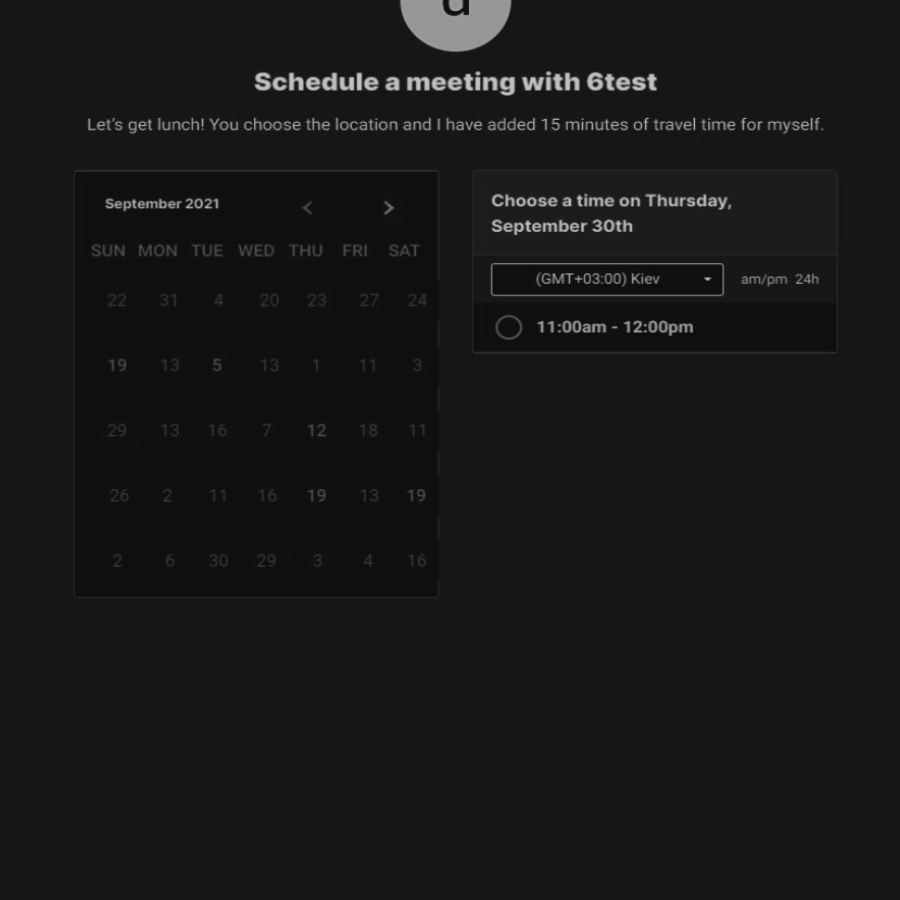 d
Schedule a meeting with 6test
Let's get lunch! You choose the location and I have added 15 minutes of travel time for myself.
September 2021 < >
SUN MON TUE WED THU FRI SAT
22 31 4 20 23 27 24
19 13 5 13 1 11 3
29 13 16 7 12 18 11
26 2 11 16 19 13 19
2 6 30 29 3 4 16
Choose a time on Thursday,
September 30th
(GMT+03:00) Kiev am/pm 24h
11:00am - 12:00pm